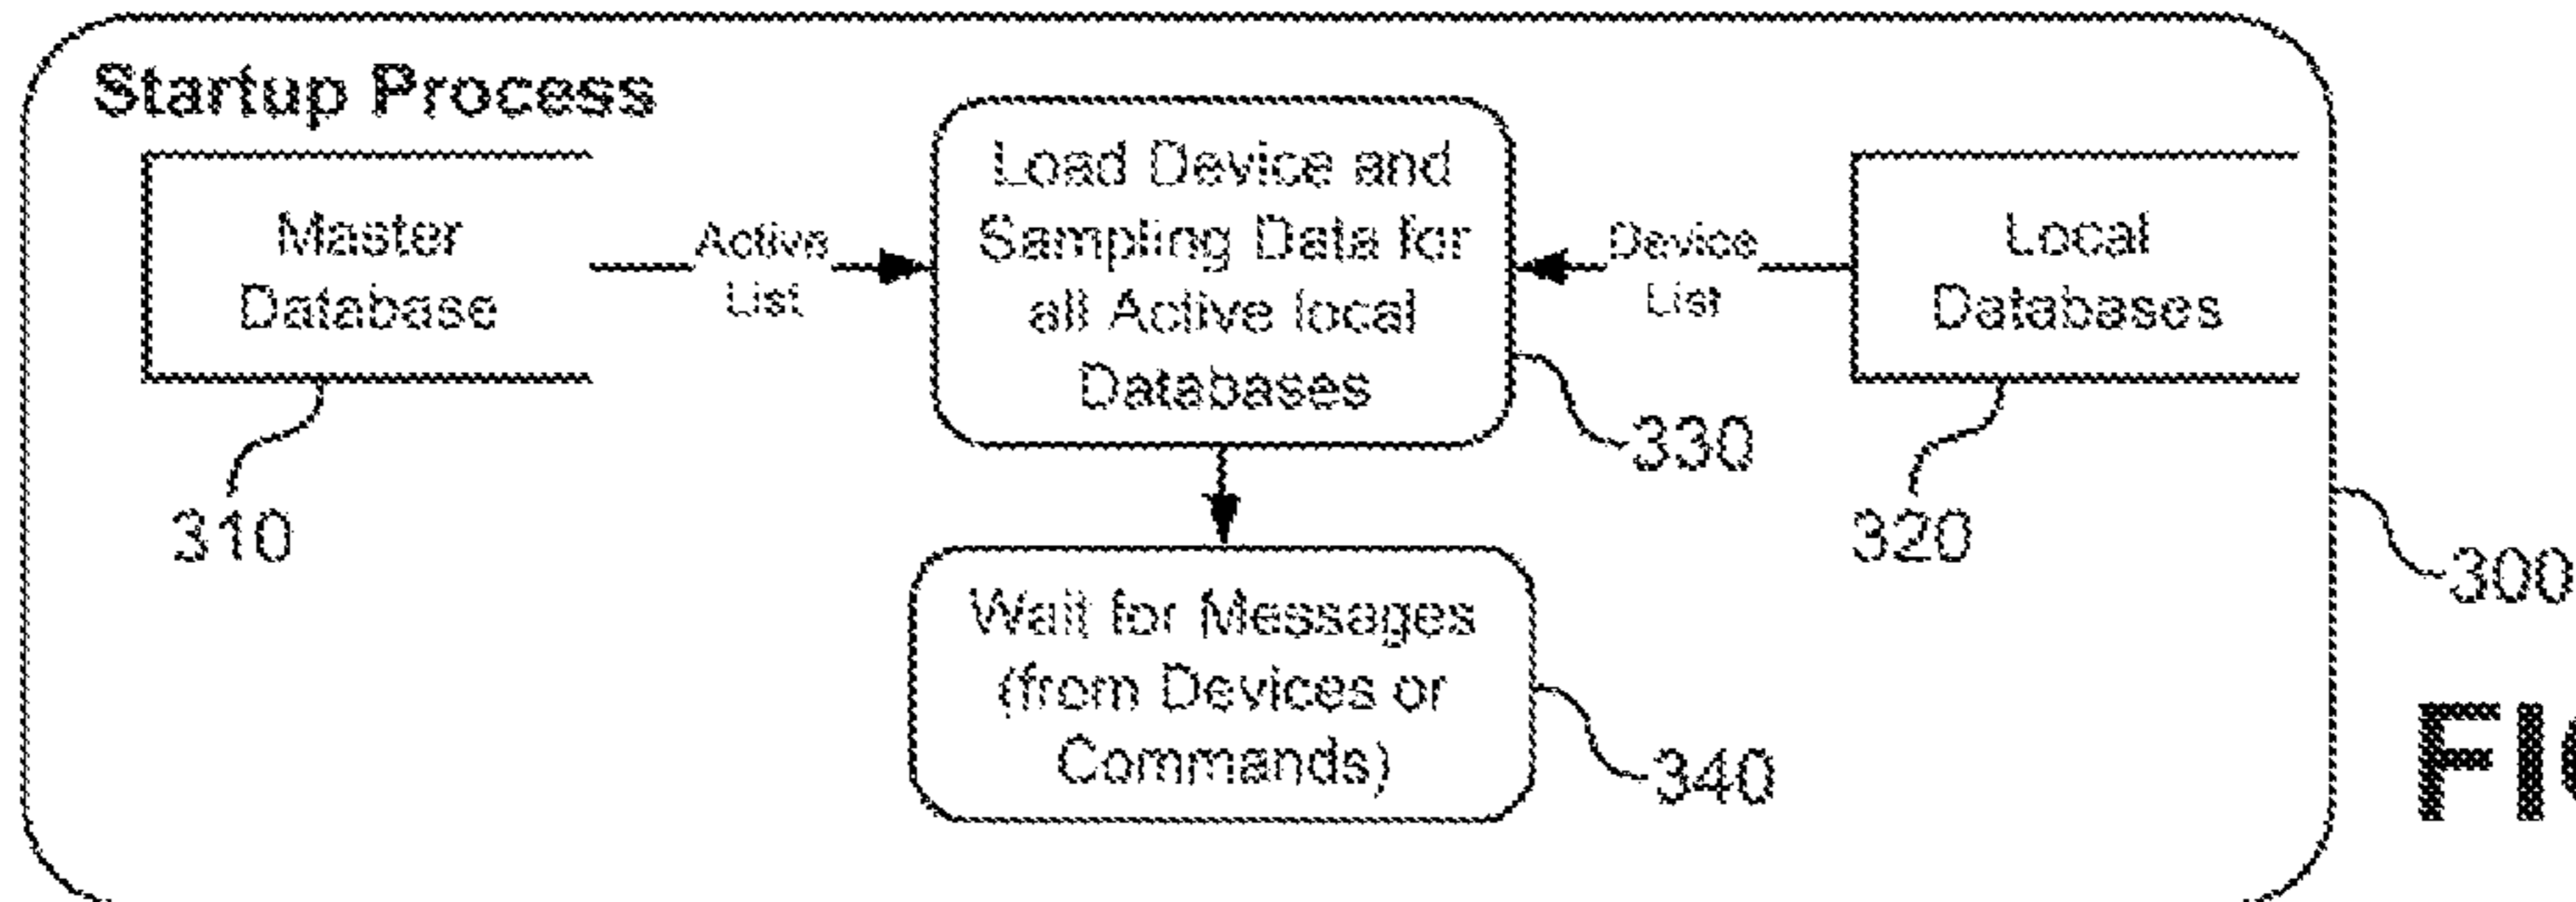 Startup Process
Master
Database
310
Active
List
Load Device and
Sampling Data for
all Active local
Databases
330
Device
List
Local
Databases
320
300
Wait for Messages
(from Devices or
Commands)
340